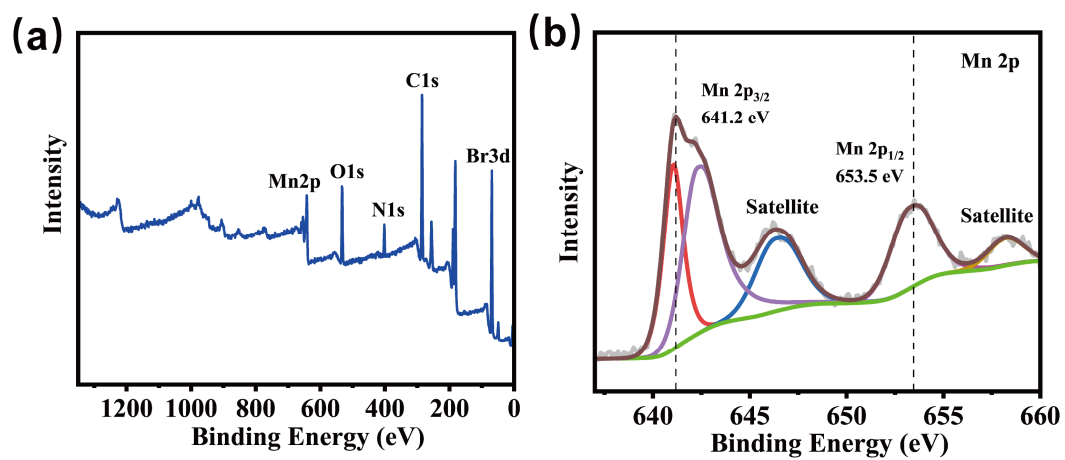 (a)
Intensity
C1s
Br3d
O1s
Mn2p
N1s
1200 1000 800 600 400 200 0
Binding Energy (eV)
(b)
Intensity
Mn 2p
Mn 2p3/2
641.2 eV
Mn 2p1/2
653.5 eV
Satellite
Satellite
640 645 650 655 660
Binding Energy (eV)